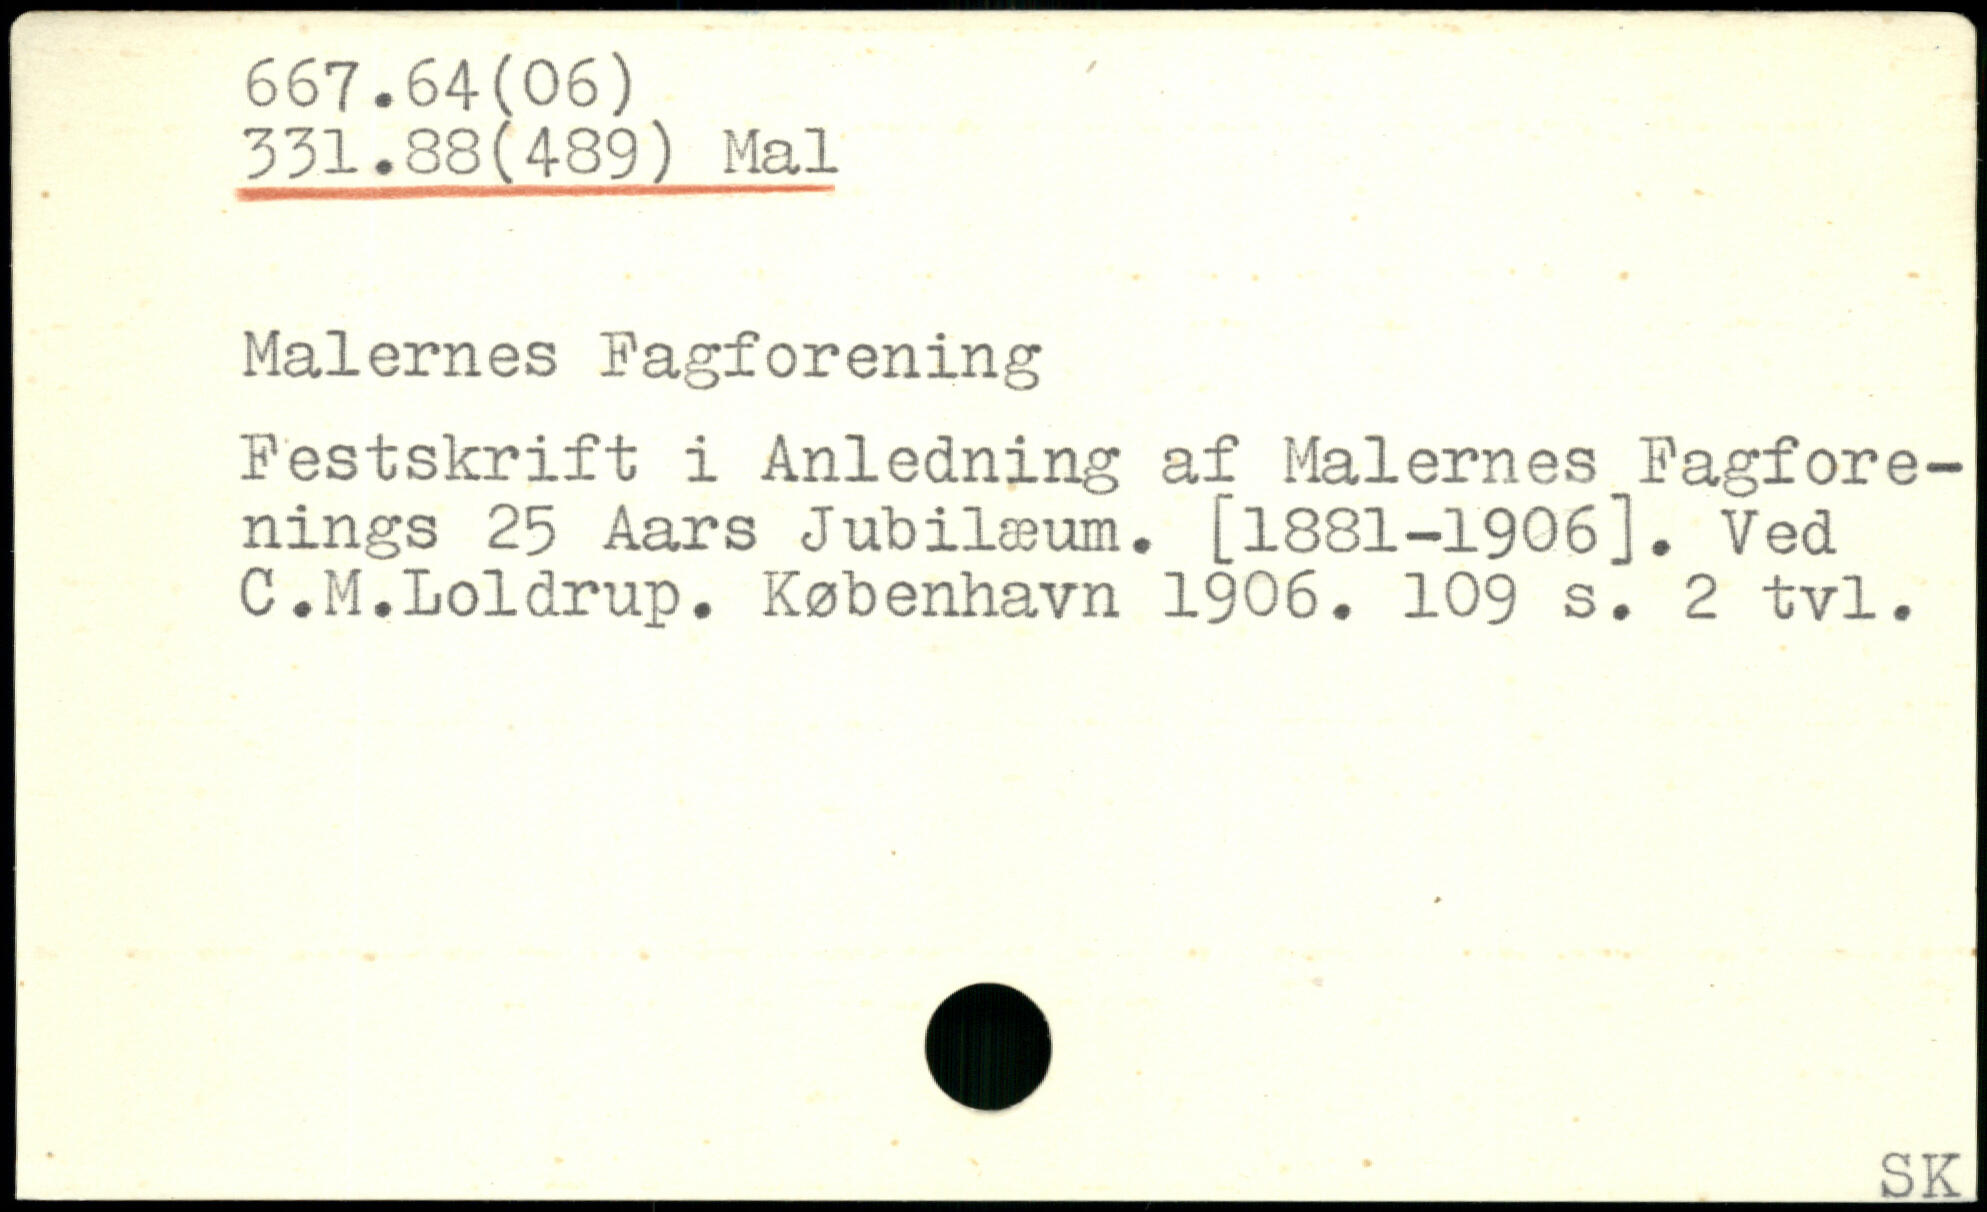 667.64(06)
331.88(489) Mal
Malernes Fagforening
Festskrift i Anledning af Malernes Fagfore-
nings 25 Aars Jubilæum. [1881-1906]. Ved
C.M.Loldrup. København 1906. 109 s. 2 tvl.
SK